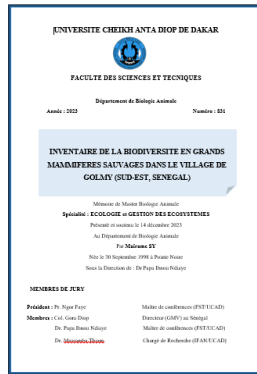 |UNIVERSITE CHEIKH ANTA DIOP DE DAKAR
FACULTE DES SCIENCES ET TECNIQUES
Département de Biologie Animale
Année : 2023 Numéro : 831
INVENTAIRE DE LA BIODIVERSITE EN GRANDS
MAMMIFERES SAUVAGES DANS LE VILLAGE DE
GOLMY (SUD-EST, SENEGAL)
Mémoire de Master Biologie Animale
Spécialité : ECOLOGIE et GESTION DES ECOSYSTEMES
Présenté et soutenu le 14 décembre 2023
Au Département de Biologie Animale
Par Maïrame SY
Née le 30 Septembre 1998 à Pointe Noire
Sous la Direction de : Dr Papa Ibnou Ndiaye
MEMBRES DE JURY
Président : Pr. Ngor Faye Maître de conférences (FST/UCAD)
Membres : Col. Gora Diop Directeur (GMV) au Sénégal
Dr. Papa Ibnou Ndiaye Maître de conférences (FST/UCAD)
Dr. Chargé de Recherche (IFAN/UCAD)